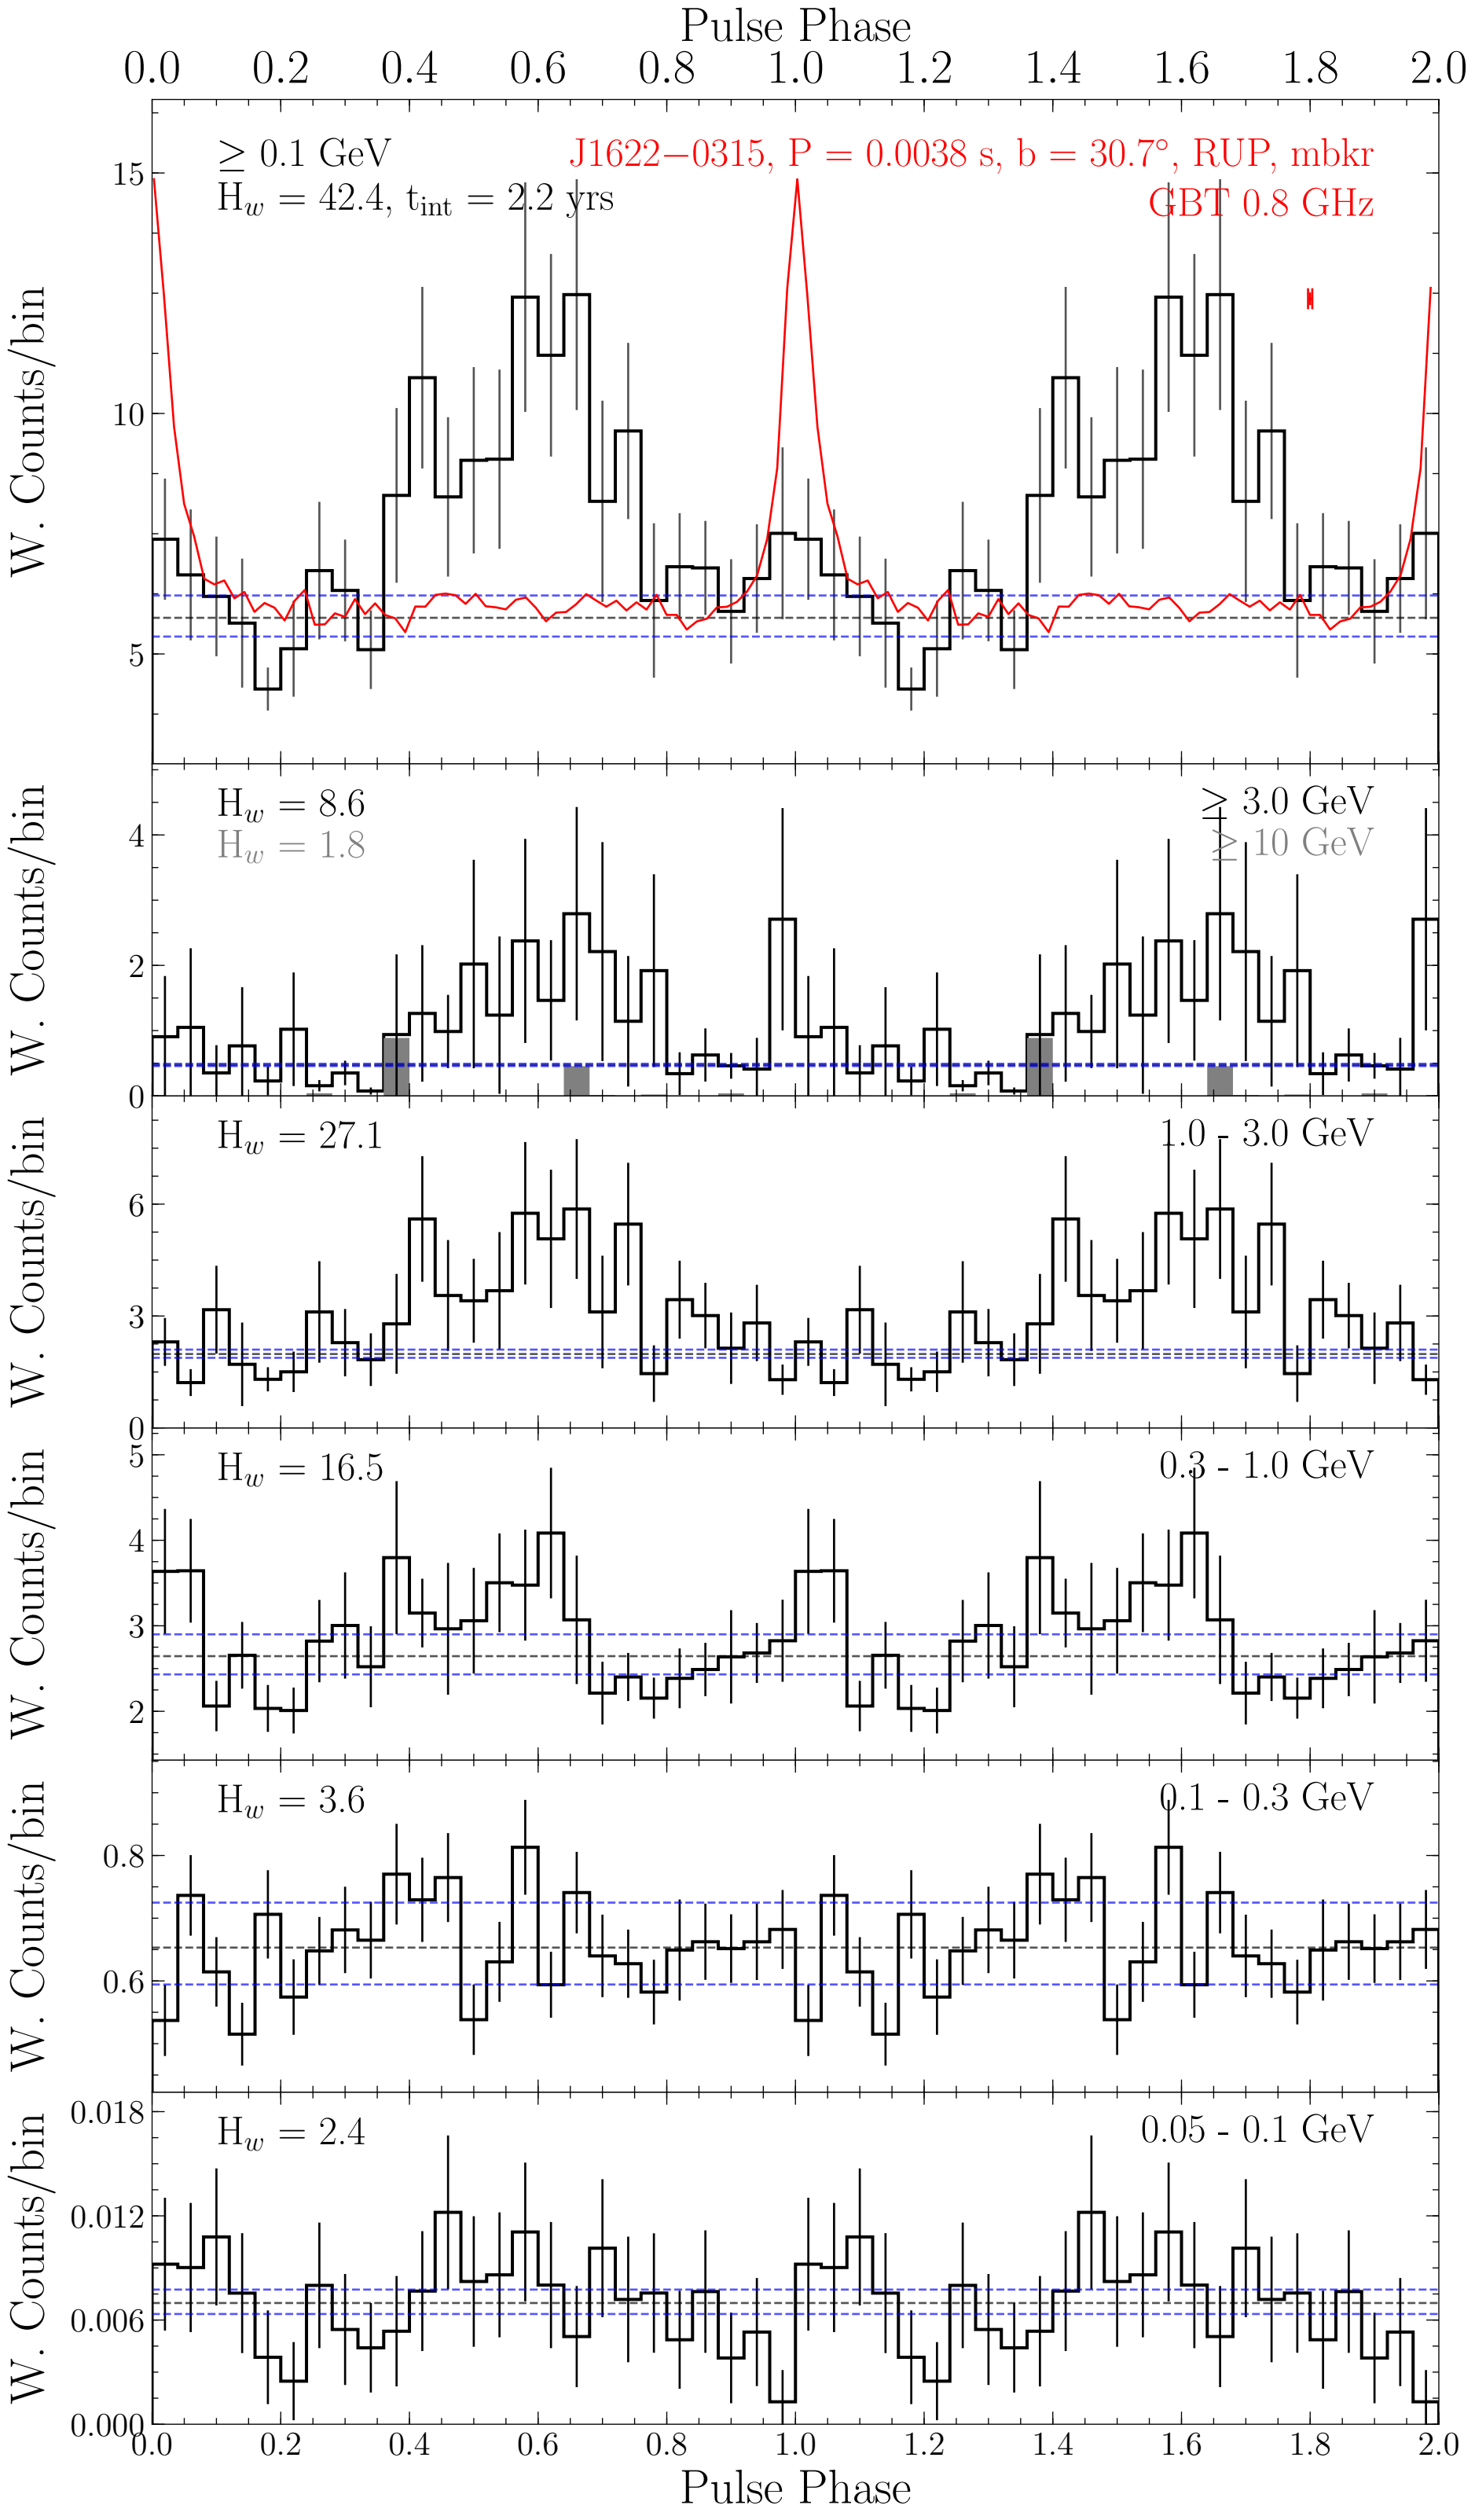 Pulse Phase
0.0 0.2 0.4 0.6 0.8 1.0 1.2 1.4 1.6 1.8 2.0
≥ 0.1 GeV
H_w = 42.4, t_int = 2.2 yrs
J1622−0315, P = 0.0038 s, b = 30.7°, RUP, mbkr
GBT 0.8 GHz
W. Counts/bin
15
10
5
H_w = 8.6
H_w = 1.8
≥ 3.0 GeV
≥ 10 GeV
W. Counts/bin
4
2
0
H_w = 27.1
1.0 - 3.0 GeV
W. Counts/bin
6
3
0
H_w = 16.5
0.3 - 1.0 GeV
W. Counts/bin
5
4
3
2
H_w = 3.6
0.1 - 0.3 GeV
W. Counts/bin
0.8
0.6
H_w = 2.4
0.05 - 0.1 GeV
W. Counts/bin
0.018
0.012
0.006
0.000
0.0 0.2 0.4 0.6 0.8 1.0 1.2 1.4 1.6 1.8 2.0
Pulse Phase